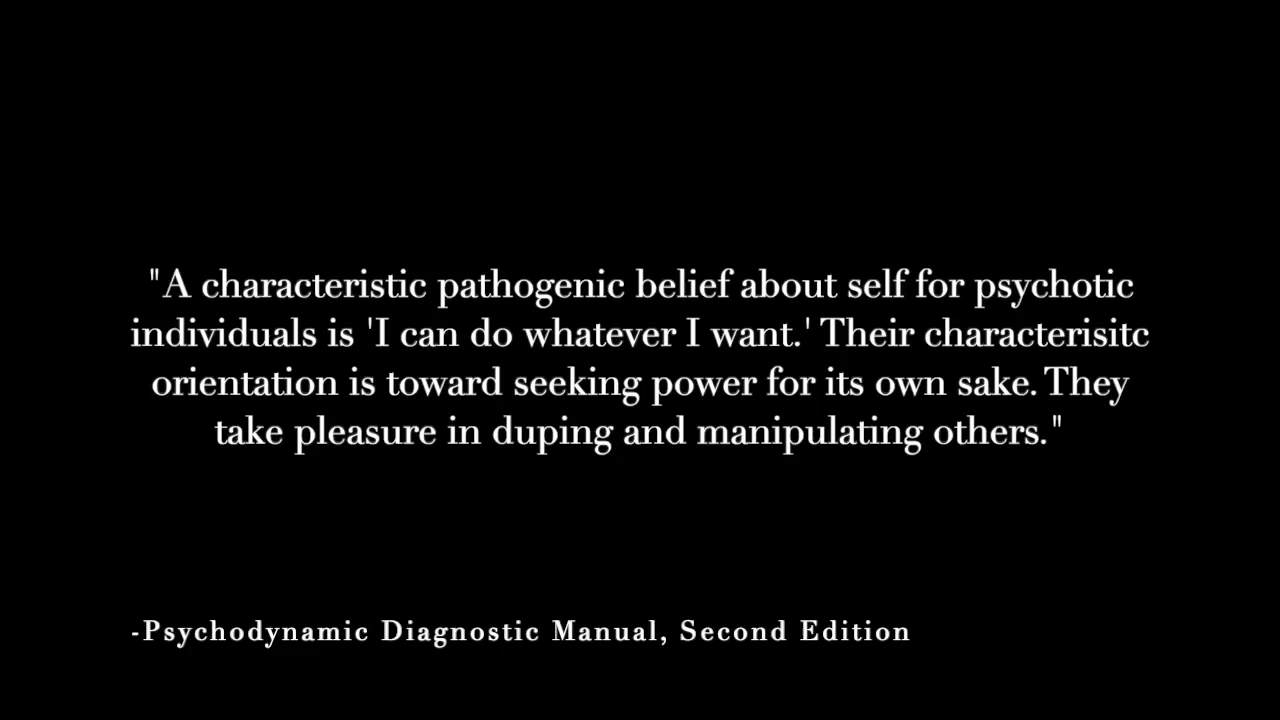 "A characteristic pathogenic belief about self for psychotic
individuals is 'I can do whatever I want.' Their characterisitc
orientation is toward seeking power for its own sake. They
take pleasure in duping and manipulating others."
-Psychodynamic Diagnostic Manual, Second Edition